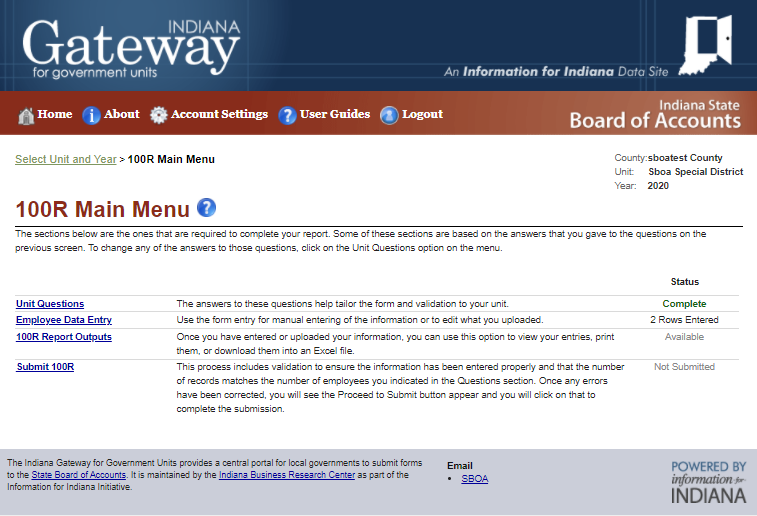 INDIANA
Gateway
for government units
An Information for Indiana Data Site
Home About Account Settings User Guides Logout
Indiana State
Board of Accounts
Select Unit and Year > 100R Main Menu
County: sboatest County
Unit: Sboa Special District
Year: 2020
100R Main Menu ?
The sections below are the ones that are required to complete your report. Some of these sections are based on the answers that you gave to the questions on the
previous screen. To change any of the answers to those questions, click on the Unit Questions option on the menu.
Status
Unit Questions The answers to these questions help tailor the form and validation to your unit. Complete
Employee Data Entry Use the form entry for manual entering of the information or to edit what you uploaded. 2 Rows Entered
100R Report Outputs Once you have entered or uploaded your information, you can use this option to view your entries, print Available
them, or download them into an Excel file.
Submit 100R This process includes validation to ensure the information has been entered properly and that the number Not Submitted
of records matches the number of employees you indicated in the Questions section. Once any errors
have been corrected, you will see the Proceed to Submit button appear and you will click on that to
complete the submission.
The Indiana Gateway for Government Units provides a central portal for local governments to submit forms
to the State Board of Accounts. It is maintained by the Indiana Business Research Center as part of the
Information for Indiana Initiative.
Email
• SBOA
POWERED BY
information-for-
INDIANA